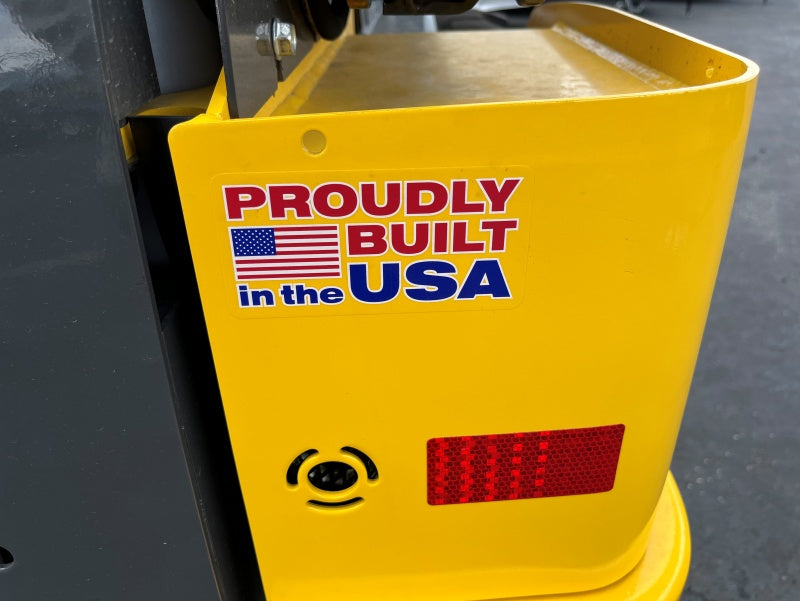 PROUDLY
BUILT
in the USA